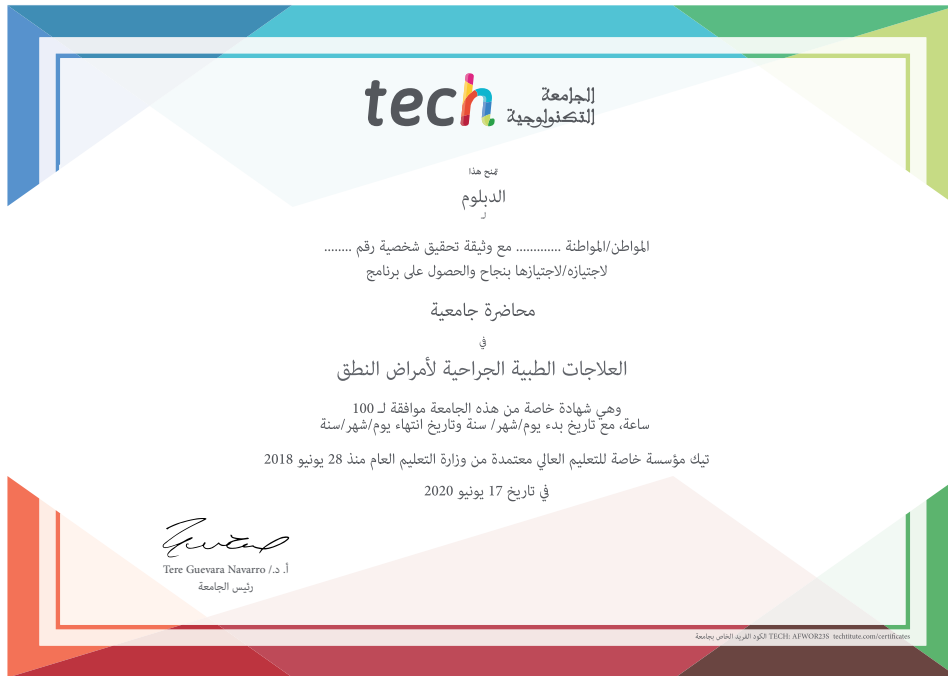 tech الجامعة
التكنولوجية
تمنح هذا
الدبلوم
لـ
المواطن/المواطنة ............. مع وثيقة تحقيق شخصية رقم ........
لاجتيازه/لاجتيازها بنجاح والحصول على برنامج
محاضرة جامعية
في
العلاجات الطبية الجراحية لأمراض النطق
وهي شهادة خاصة من هذه الجامعة موافقة لـ 100
ساعة، مع تاريخ بدء يوم/شهر/ سنة وتاريخ انتهاء يوم/شهر/سنة
تيك مؤسسة خاصة للتعليم العالي معتمدة من وزارة التعليم العام منذ 28 يونيو 2018
في تاريخ 17 يونيو 2020
أ. د./ Tere Guevara Navarro
رئيس الجامعة
الكود الفريد الخاص بجامعة TECH: AFWOR23S techtitute.com/certificates